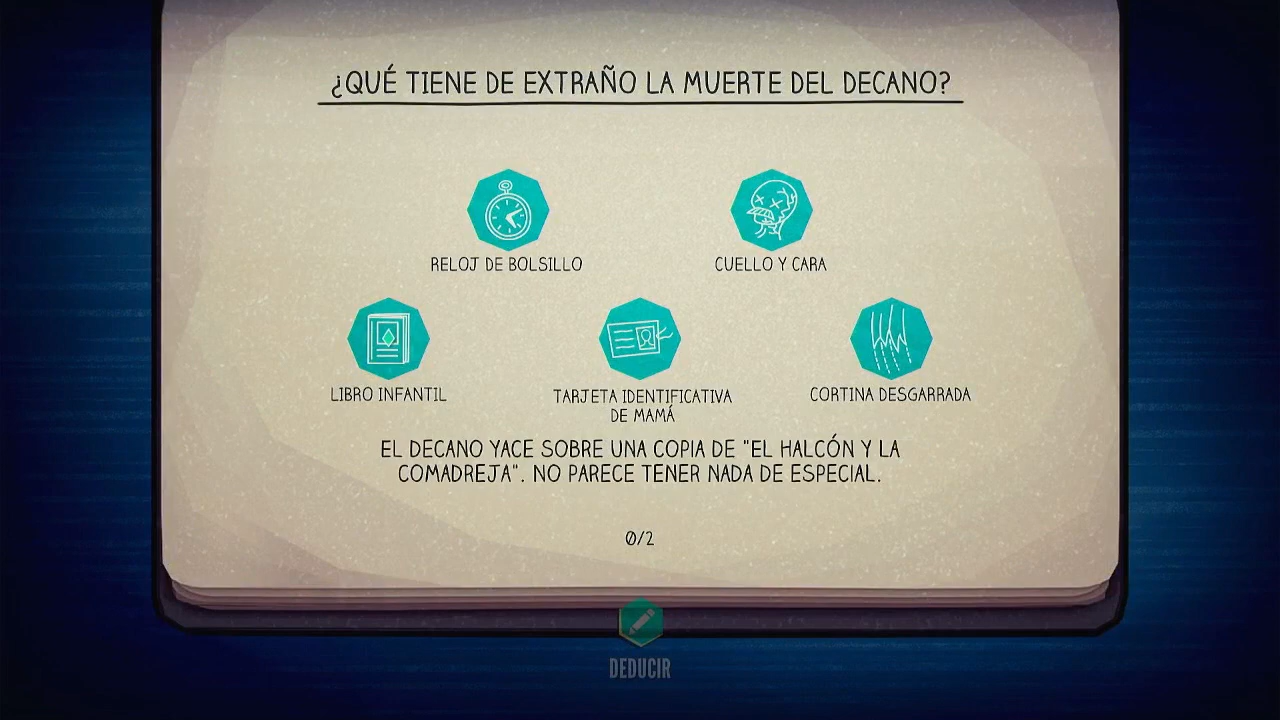 ¿QUÉ TIENE DE EXTRAÑO LA MUERTE DEL DECANO?
RELOJ DE BOLSILLO
CUELLO Y CARA
LIBRO INFANTIL
TARJETA IDENTIFICATIVA
DE MAMÁ
CORTINA DESGARRADA
EL DECANO YACE SOBRE UNA COPIA DE "EL HALCÓN Y LA
COMADREJA". NO PARECE TENER NADA DE ESPECIAL.
0/2
DEDUCIR